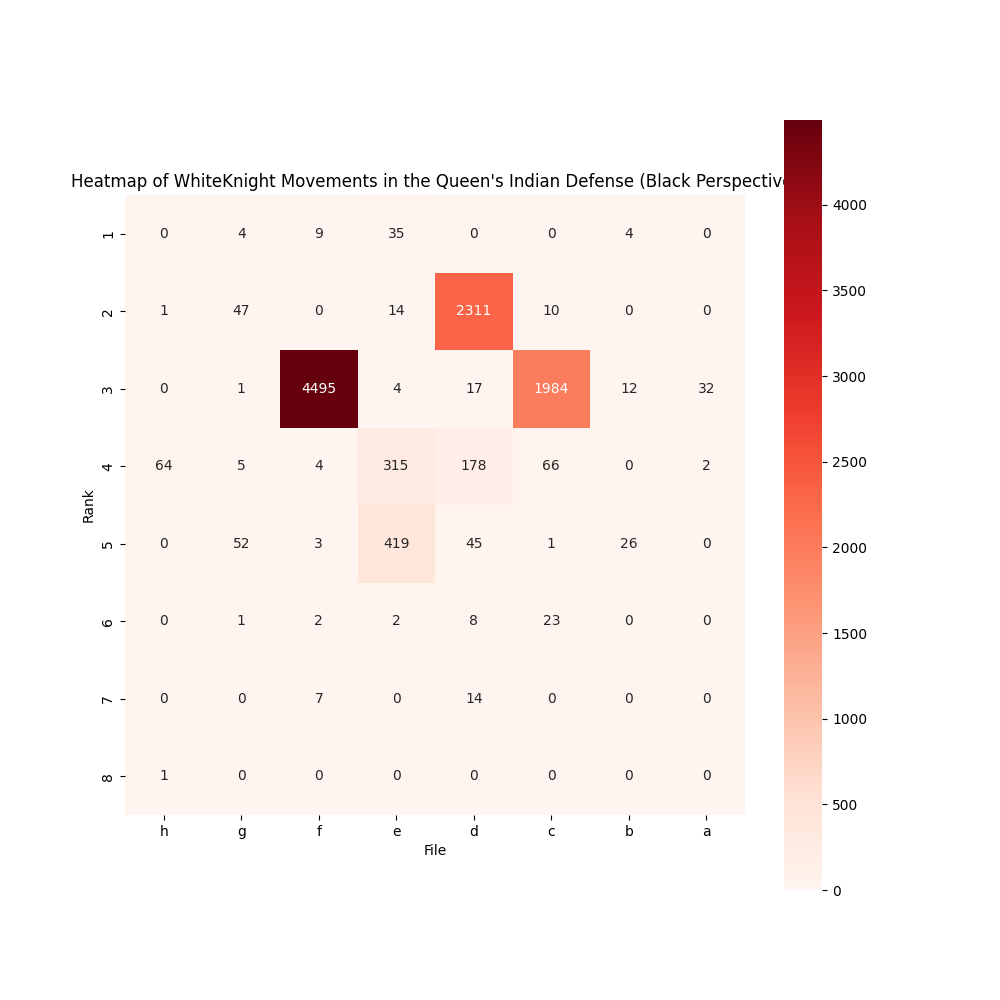 Heatmap of WhiteKnight Movements in the Queen's Indian Defense (Black Perspectiv
4000
1 0 4 9 35 0 0 4 0
3500
2 1 47 0 14 2311 10 0 0
3000
3 0 1 4495 4 17 1984 12 32
2500
4 64 5 4 315 178 66 0 2
Rank
2000
5 0 52 3 419 45 1 26 0
1500
6 0 1 2 2 8 23 0 0
1000
7 0 0 7 0 14 0 0 0
500
8 1 0 0 0 0 0 0 0
0
h g f e d c b a
File